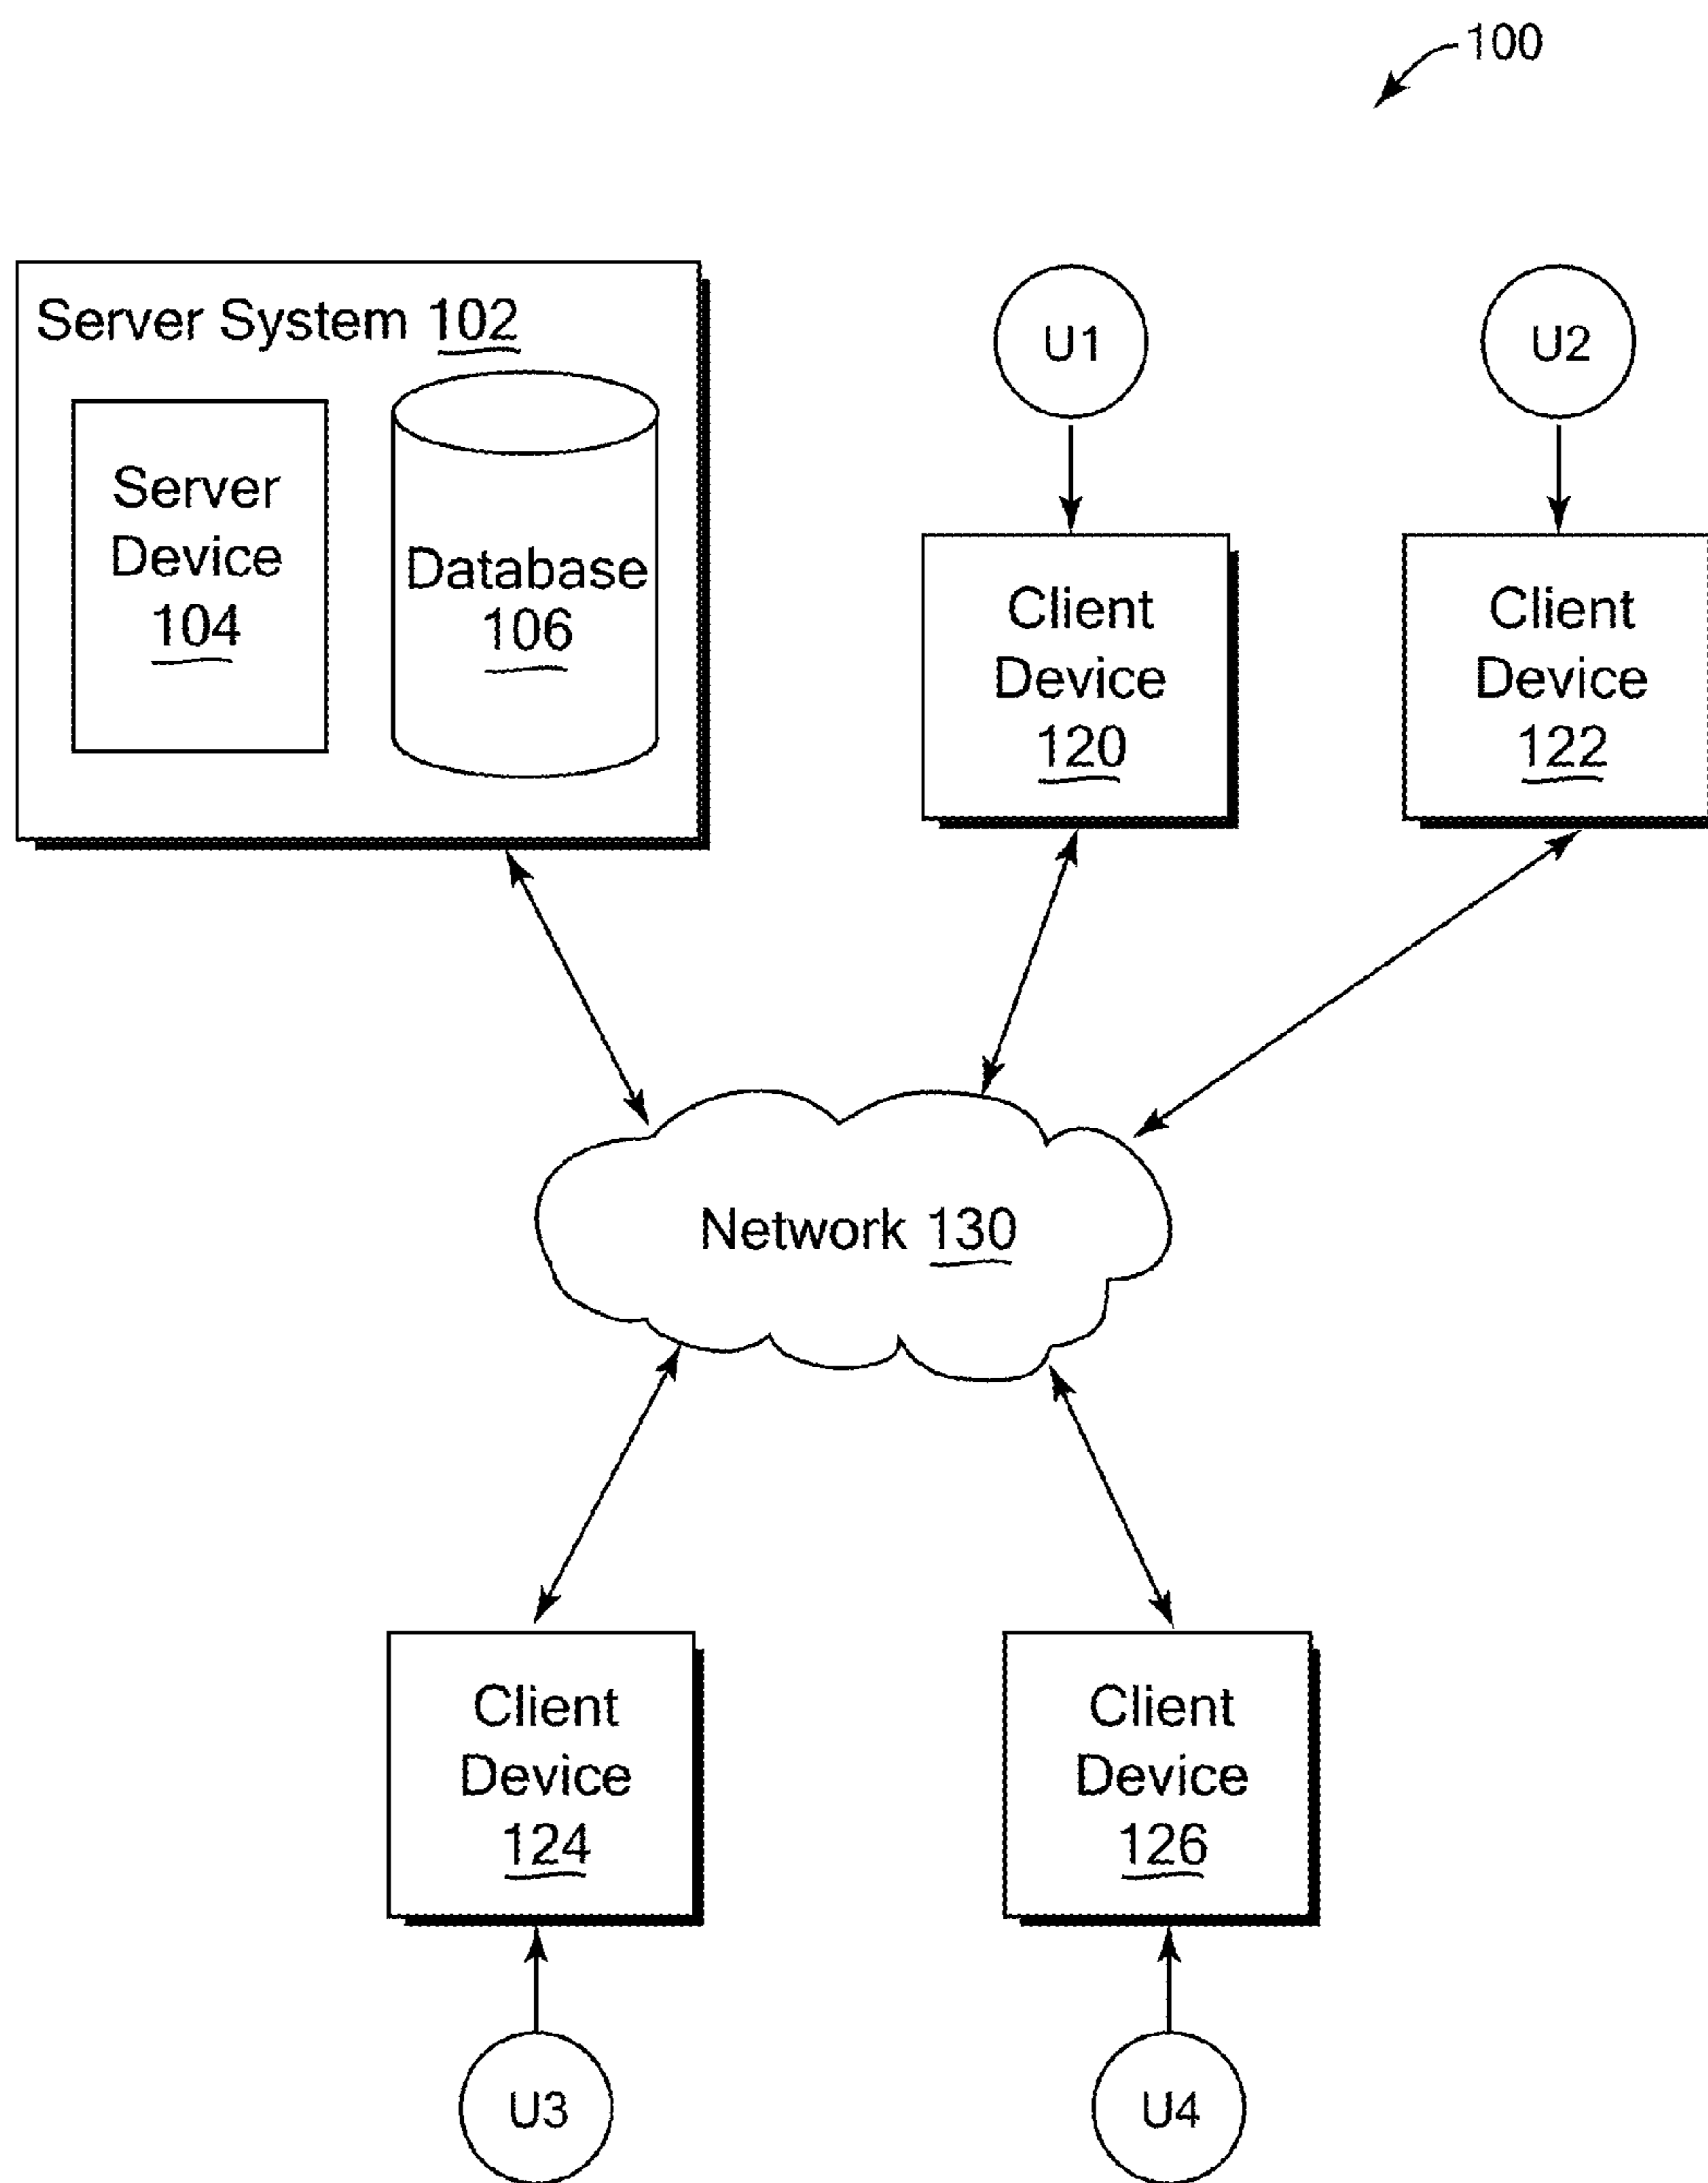 100
Server System 102
Server
Device
104
Database
106
U1
U2
Client
Device
120
Client
Device
122
Network 130
Client
Device
124
Client
Device
126
U3
U4